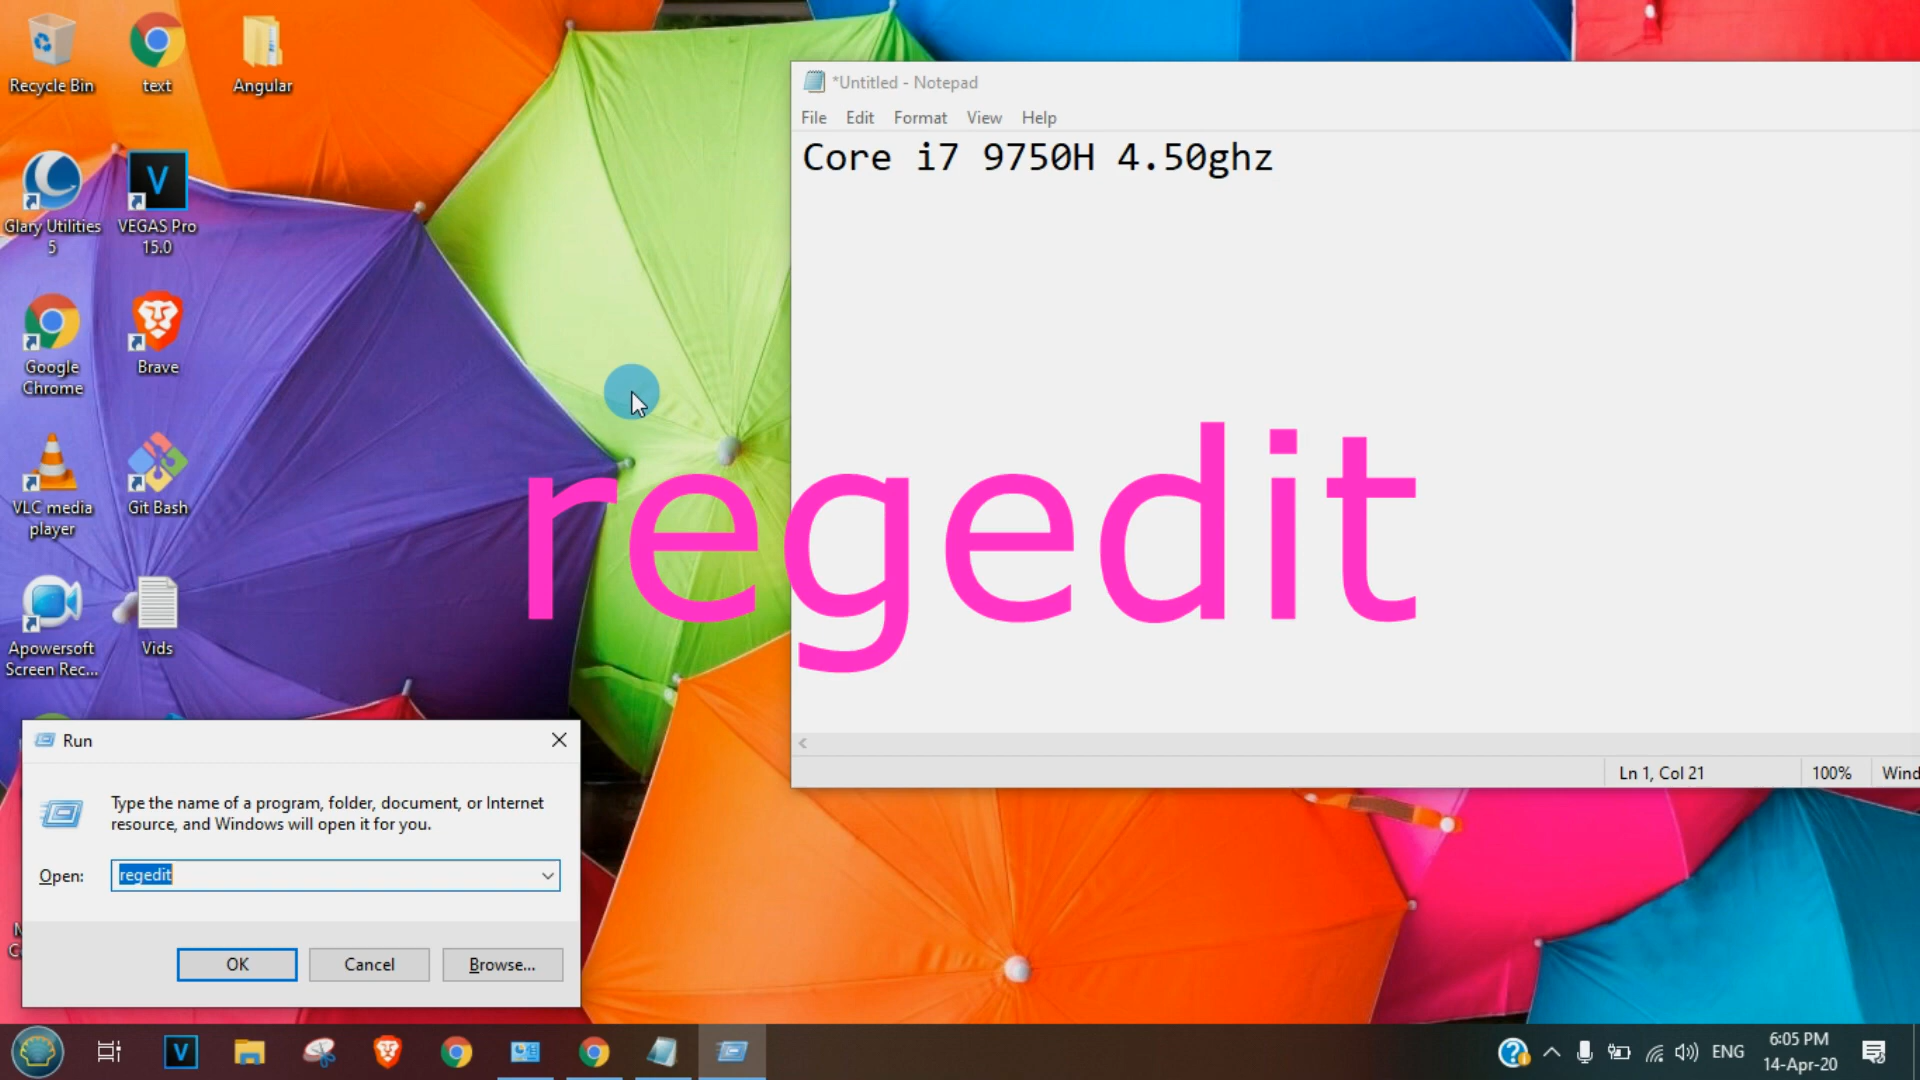 Recycle Bin
text
Angular
Glary Utilities
5
VEGAS Pro
15.0
Google
Chrome
Brave
VLC media
player
Git Bash
Apowersoft
Screen Rec...
Vids
*Untitled - Notepad
File Edit Format View Help
Core i7 9750H 4.50ghz
regedit
Ln 1, Col 21
100%
Wind
Run
Type the name of a program, folder, document, or Internet
resource, and Windows will open it for you.
Open:
regedit
OK
Cancel
Browse...
ENG
6:05 PM
14-Apr-20